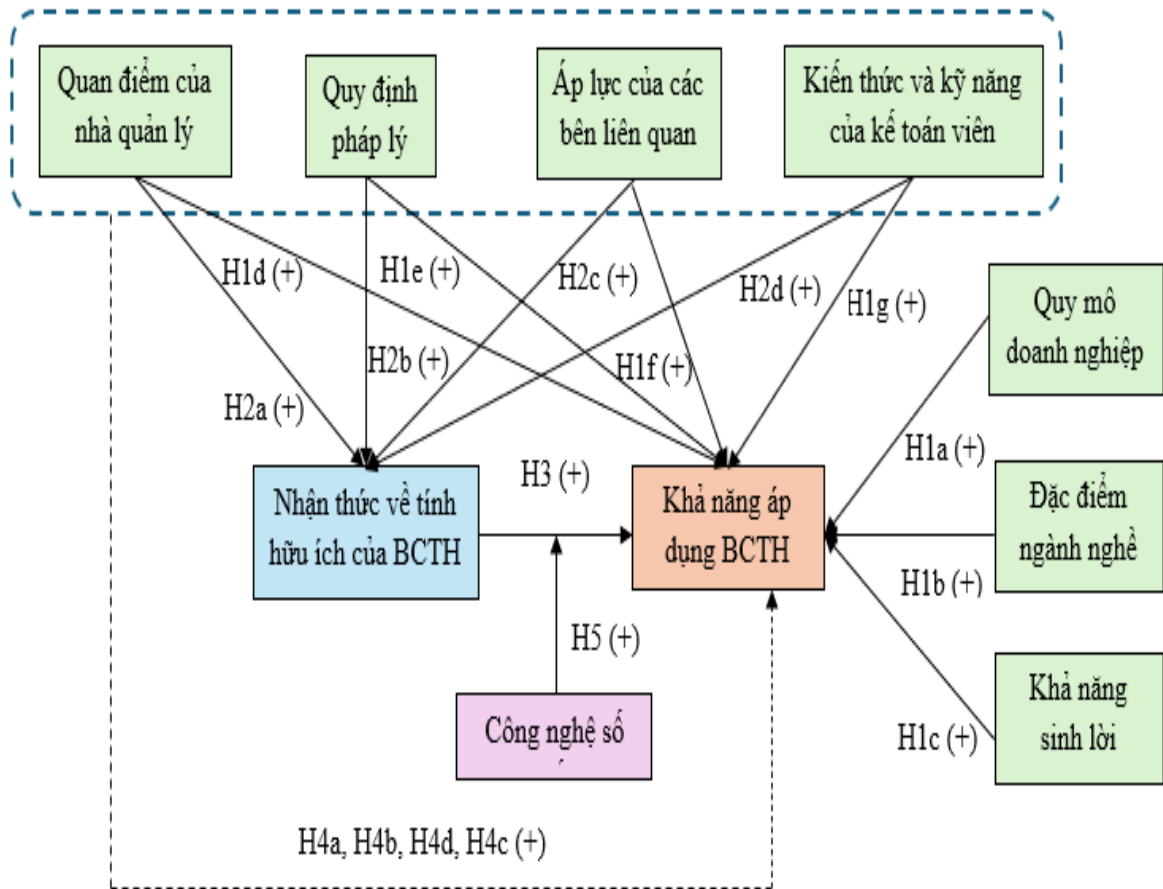 Quan điểm của
nhà quản lý
Quy định
pháp lý
Áp lực của các
bên liên quan
Kiến thức và kỹ năng
của kế toán viên
H1d (+)
H1e (+)
H2c (+)
H2d (+)
H1g (+)
Quy mô
doanh nghiệp
H2b (+)
H1f (+)
H2a (+)
H1a (+)
H3 (+)
Nhận thức về tính
hữu ích của BCTH
Khả năng áp
dụng BCTH
Đặc điểm
ngành nghề
H1b (+)
H5 (+)
Công nghệ số
Khả năng
sinh lời
H1c (+)
H4a, H4b, H4d, H4c (+)